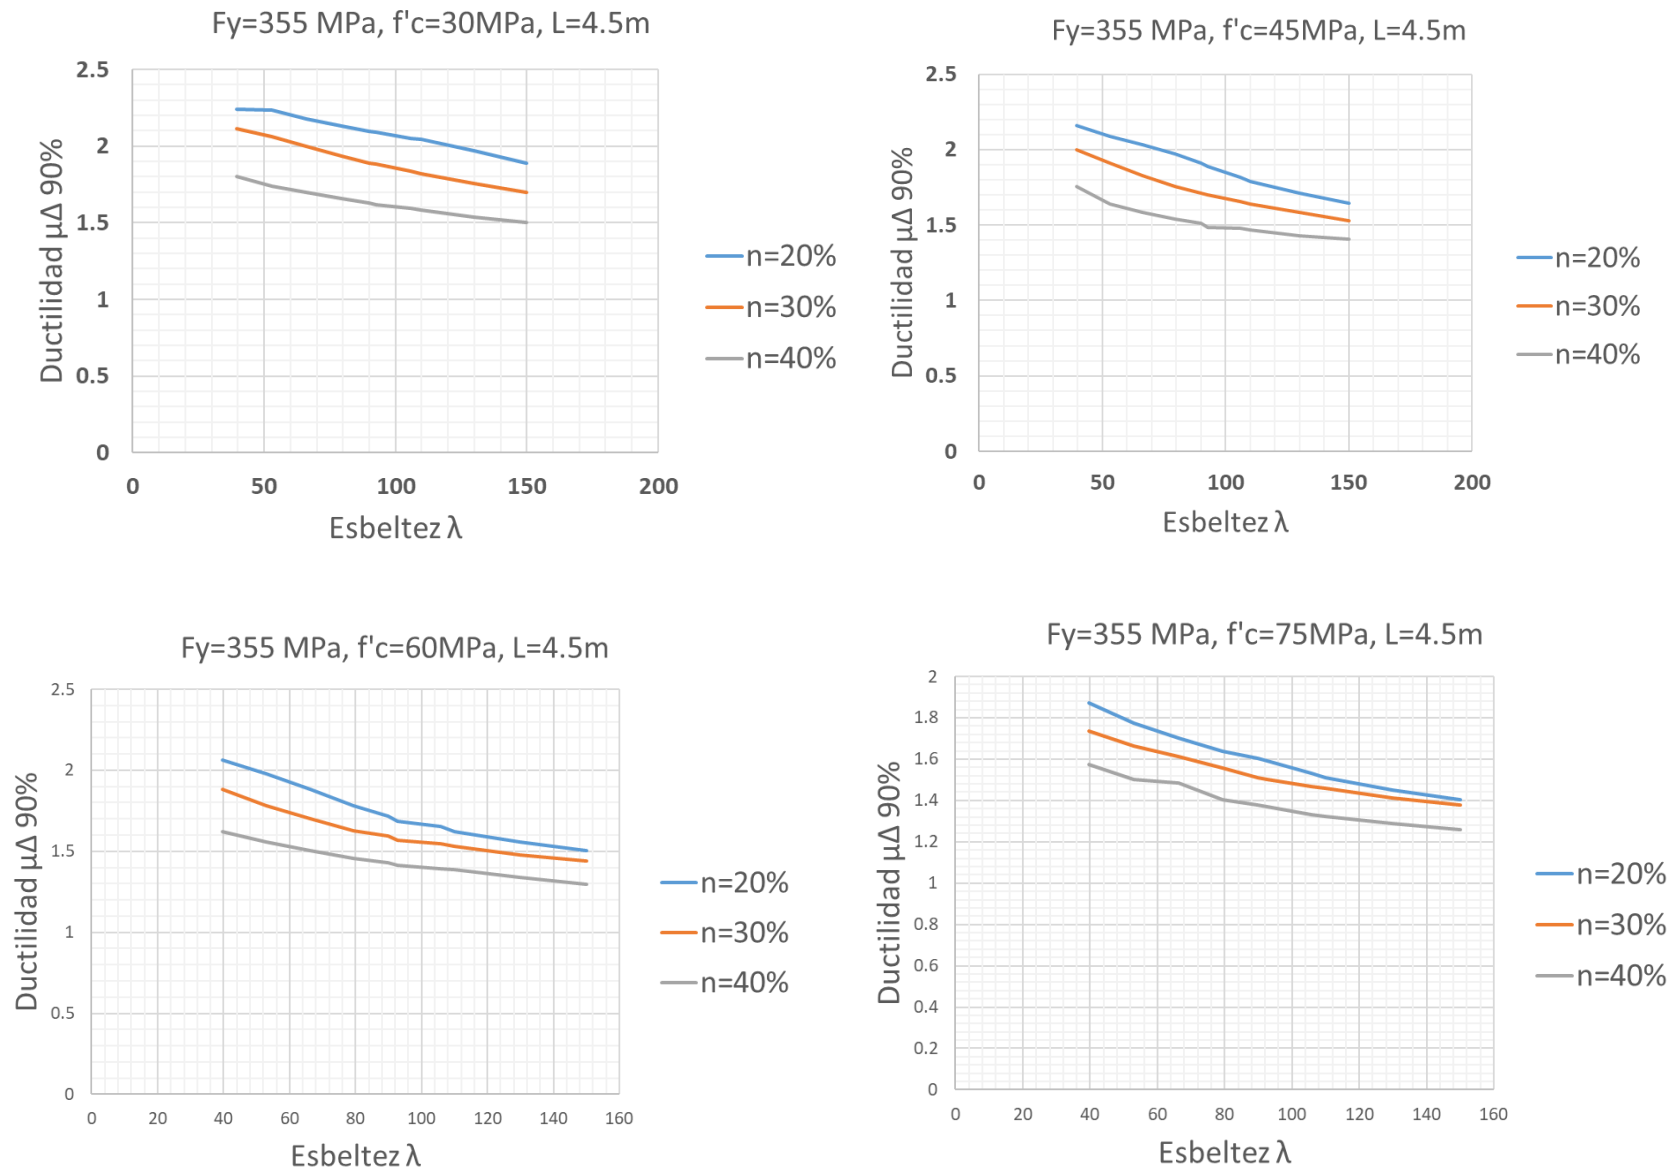 Fy=355 MPa, f'c=30MPa, L=4.5m
Ductilidad μΔ 90%
2.5
2
1.5
1
0.5
0
0 50 100 150 200
Esbeltez λ
n=20%
n=30%
n=40%
Fy=355 MPa, f'c=45MPa, L=4.5m
Ductilidad μΔ 90%
2.5
2
1.5
1
0.5
0
0 50 100 150 200
Esbeltez λ
n=20%
n=30%
n=40%
Fy=355 MPa, f'c=60MPa, L=4.5m
Ductilidad μΔ 90%
2.5
2
1.5
1
0.5
0
0 20 40 60 80 100 120 140 160
Esbeltez λ
n=20%
n=30%
n=40%
Fy=355 MPa, f'c=75MPa, L=4.5m
Ductilidad μΔ 90%
2
1.8
1.6
1.4
1.2
1
0.8
0.6
0.4
0.2
0
0 20 40 60 80 100 120 140 160
Esbeltez λ
n=20%
n=30%
n=40%